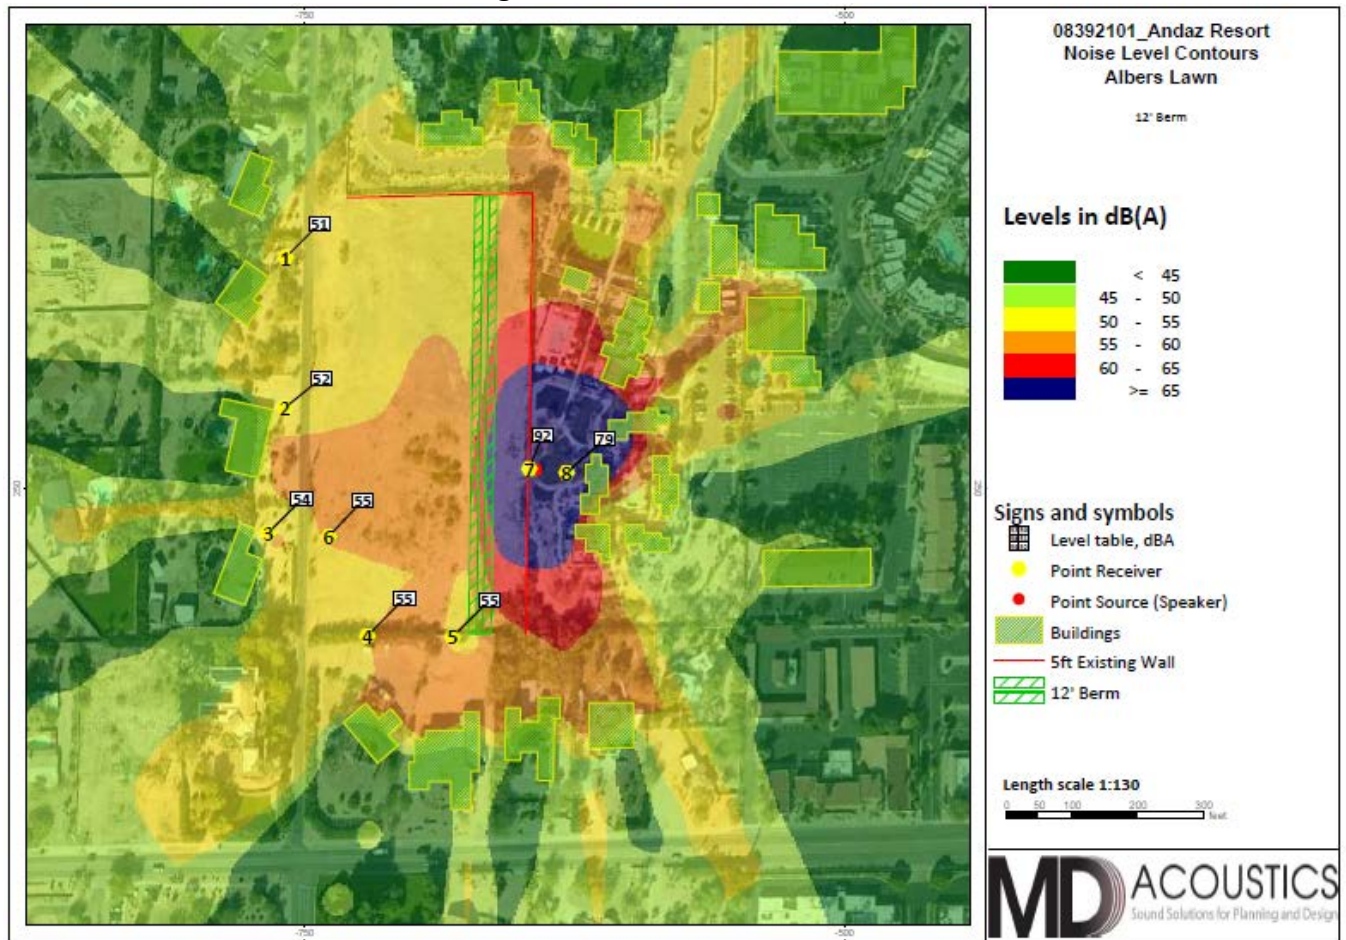 -750
-500
08392101_Andaz Resort
Noise Level Contours
Albers Lawn
12' Berm
Levels in dB(A)
< 45
45 - 50
50 - 55
55 - 60
60 - 65
>= 65
51
1
52
2
92
79
7
8
250
250
54
55
3
6
55
55
4
5
Signs and symbols
Level table, dBA
Point Receiver
Point Source (Speaker)
Buildings
5ft Existing Wall
12' Berm
Length scale 1:130
0 50 100 200 300
feet
MD ACOUSTICS
Sound Solutions for Planning and Design
-750
-500